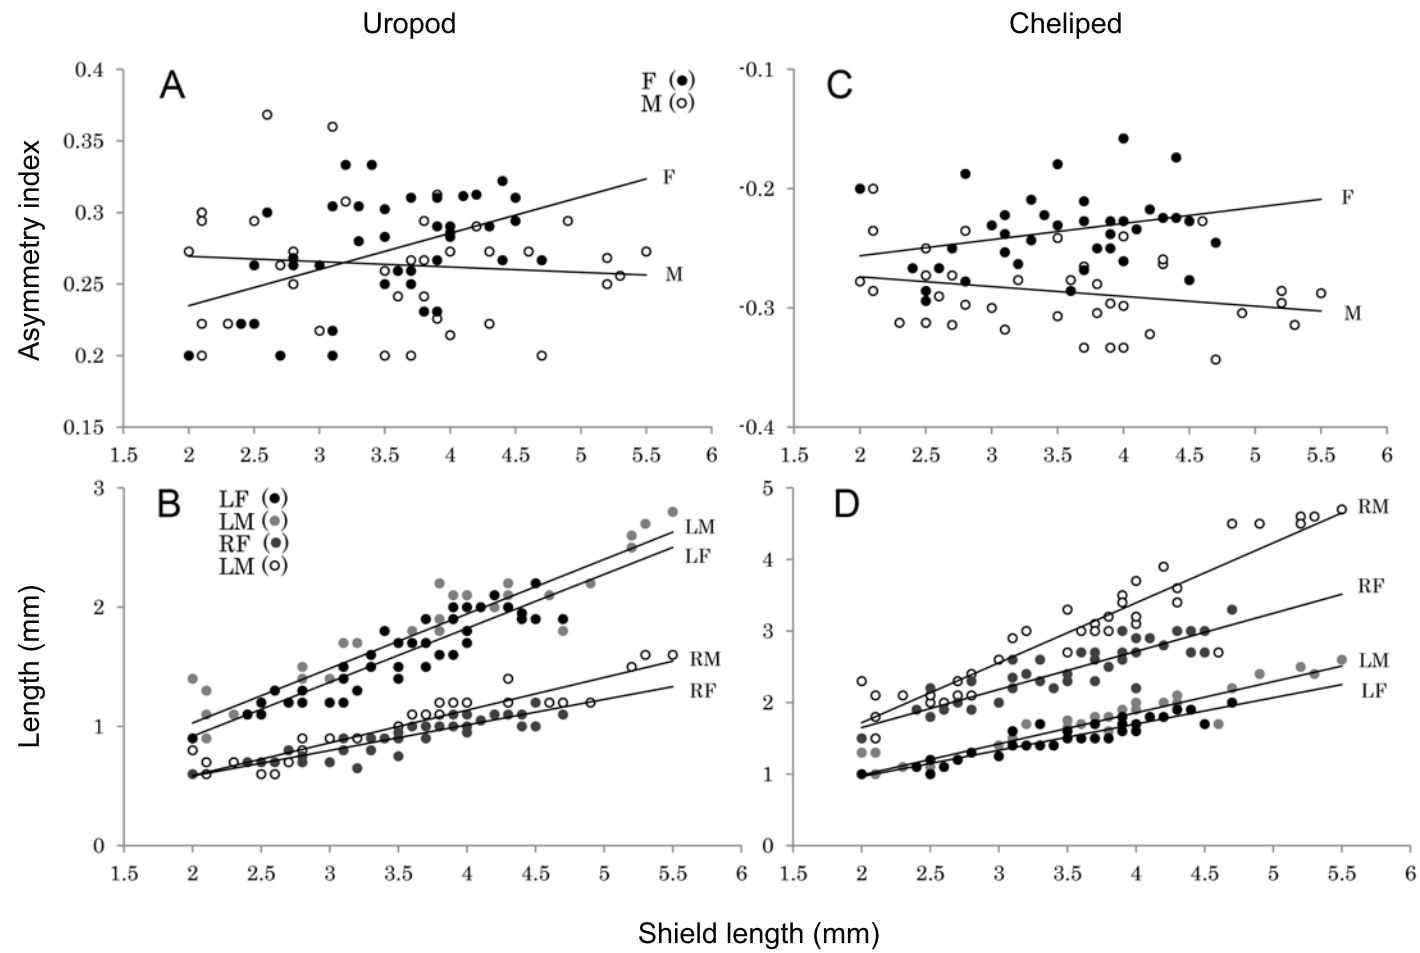 Uropod
Cheliped
Asymmetry index
Length (mm)
Shield length (mm)
A
F (●)
M (○)
0.4
0.35
0.3
0.25
0.2
0.15
F
M
1.5 2 2.5 3 3.5 4 4.5 5 5.5 6
C
-0.1
-0.2
-0.3
-0.4
F
M
1.5 2 2.5 3 3.5 4 4.5 5 5.5 6
B
LF (●)
LM (●)
RF (●)
LM (○)
3
2
1
0
LM
LF
RM
RF
1.5 2 2.5 3 3.5 4 4.5 5 5.5 6
D
5
4
3
2
1
0
RM
RF
LM
LF
1.5 2 2.5 3 3.5 4 4.5 5 5.5 6